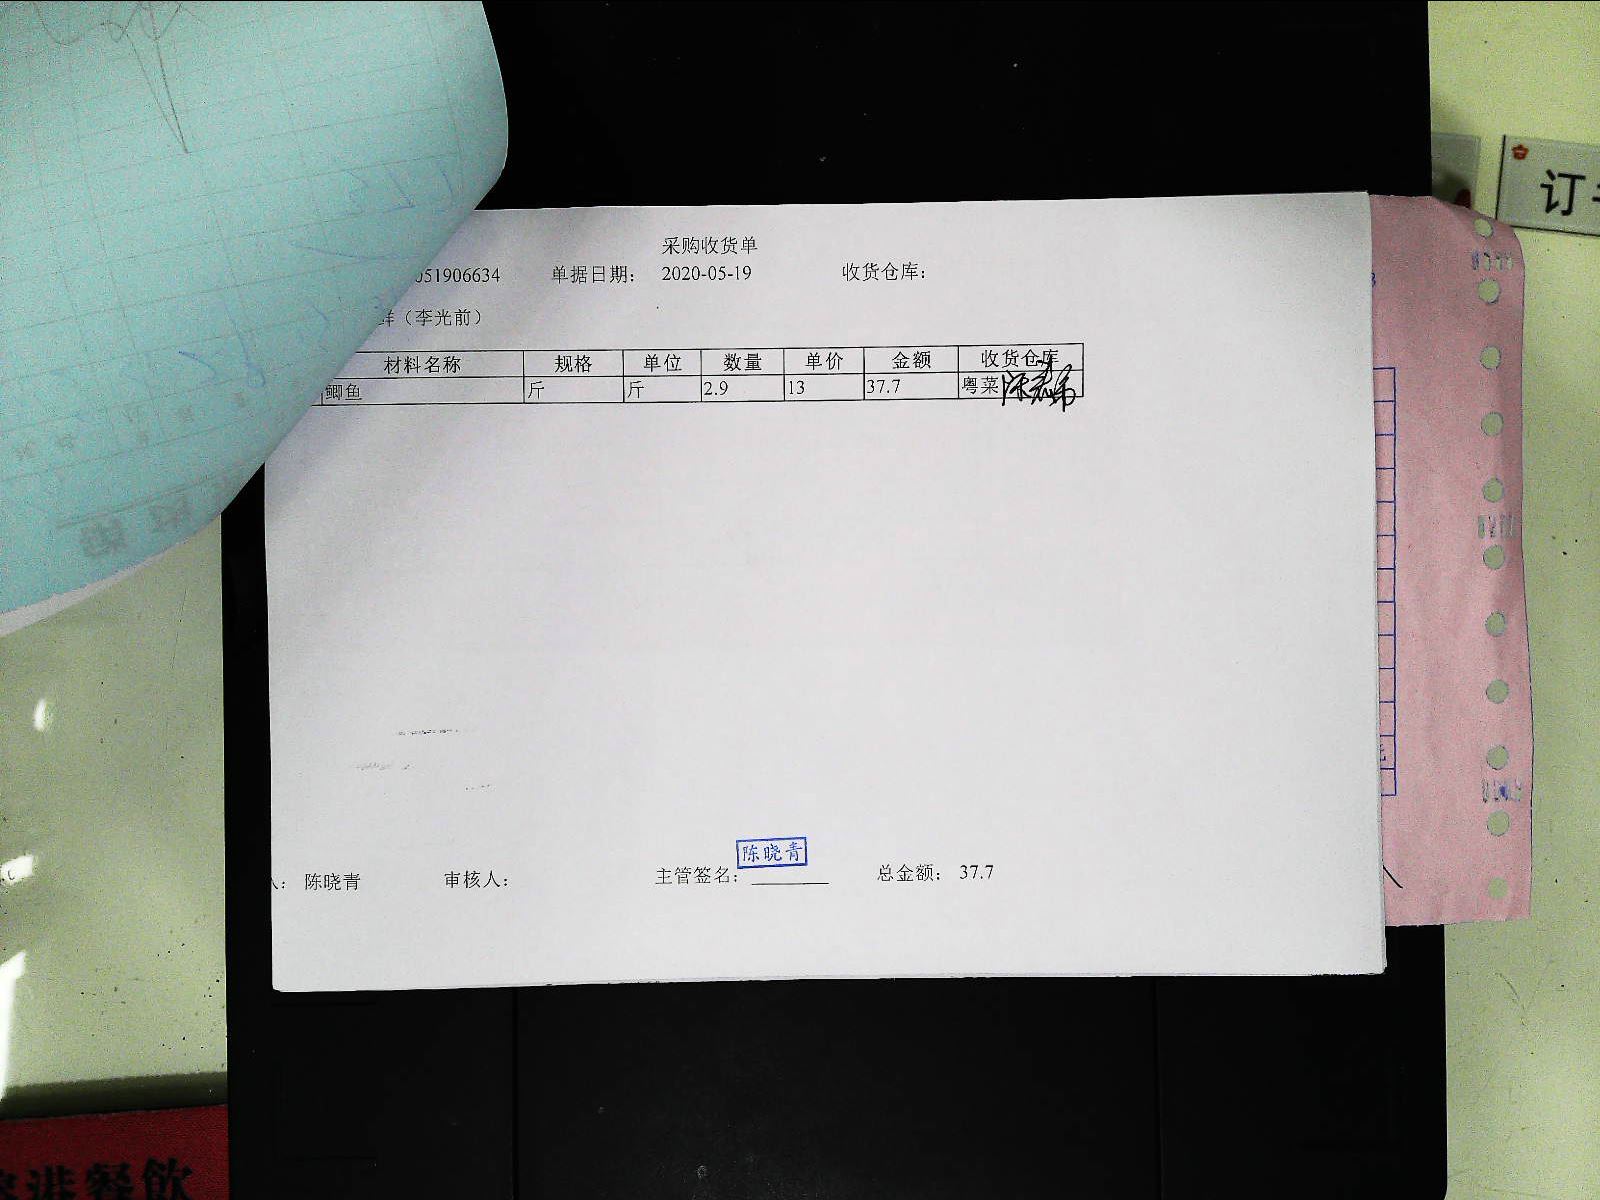 采购收货单
051906634 单据日期： 2020-05-19 收货仓库：
（李光前）
材料名称 规格 单位 数量 单价 金额 收货仓库
鲫鱼 斤 斤 2.9 13 37.7 粤菜
陈晓青
陈晓青 审核人： 主管签名： 总金额： 37.7
订
餐饮